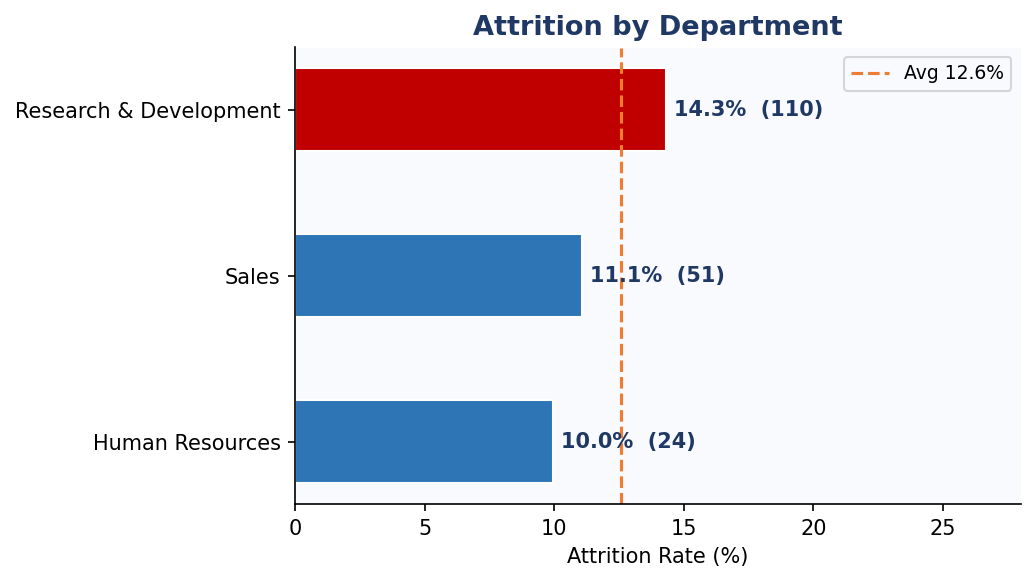 Attrition by Department
Avg 12.6%
Research & Development
14.3%  (110)
Sales
11.1%  (51)
Human Resources
10.0%  (24)
0 5 10 15 20 25
Attrition Rate (%)